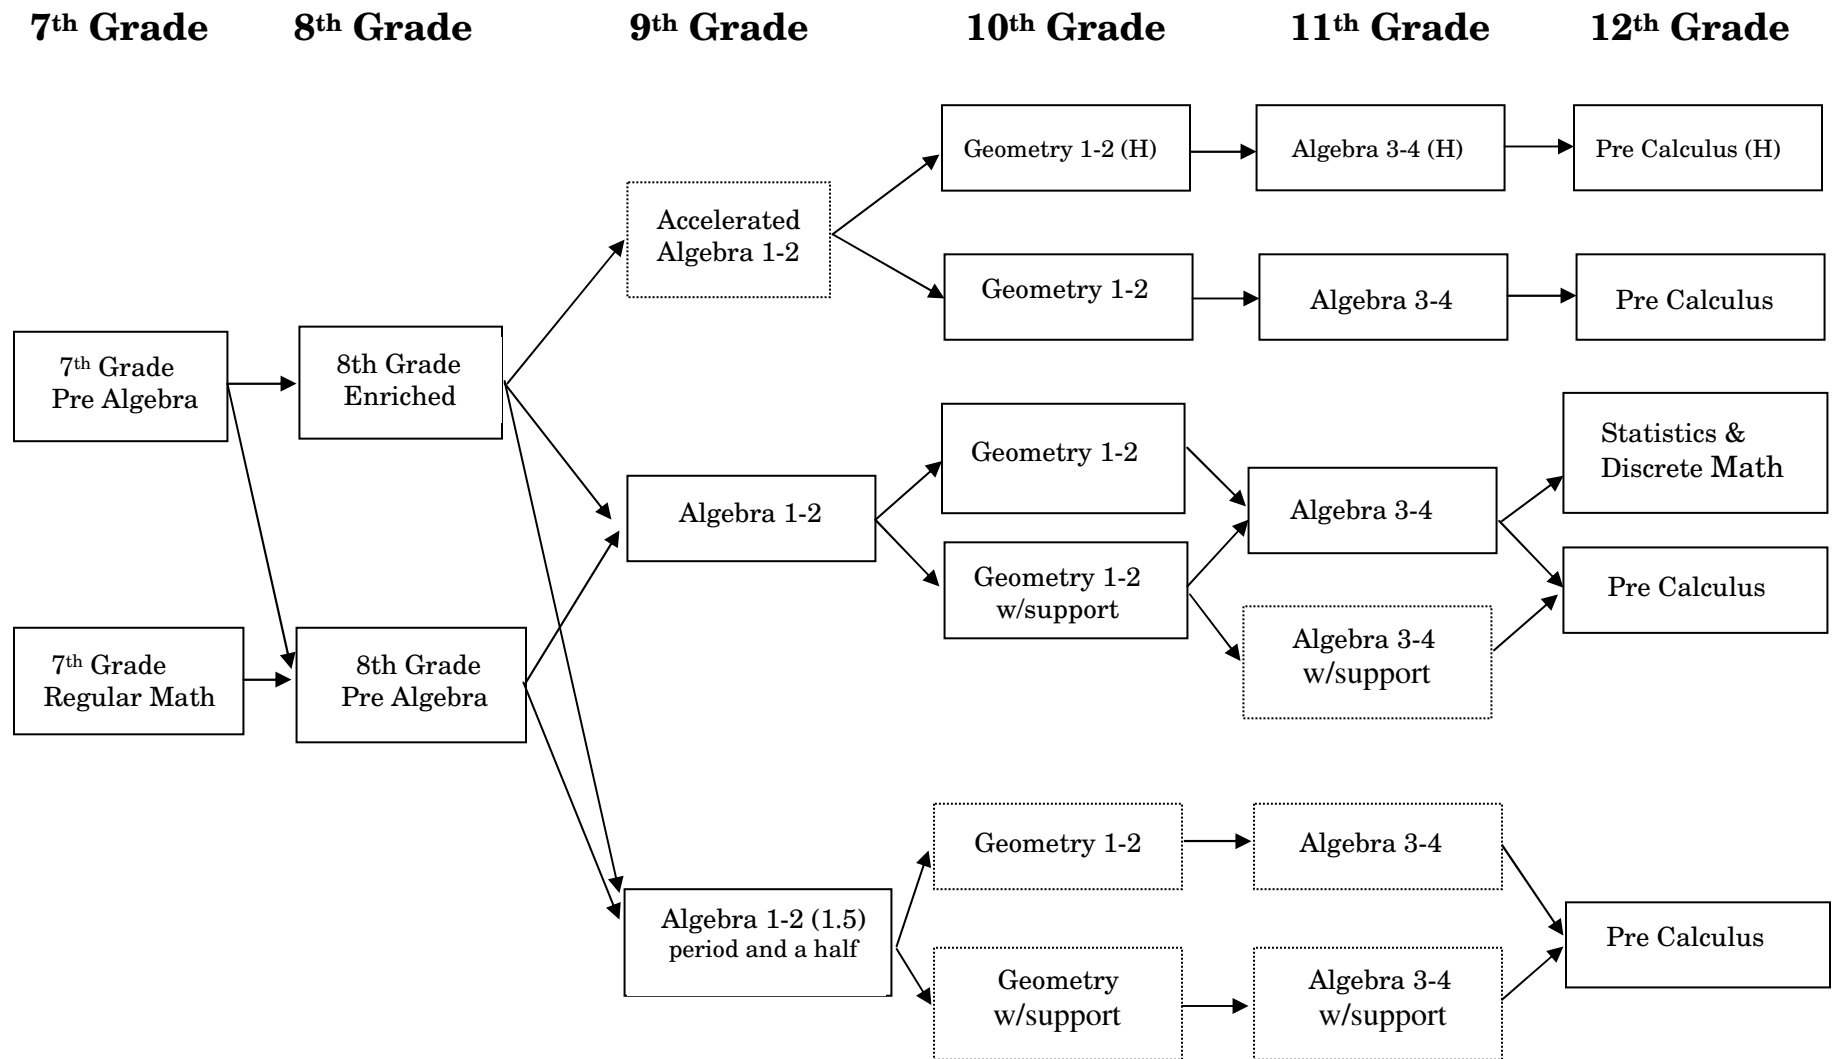 7th Grade
8th Grade
9th Grade
10th Grade
11th Grade
12th Grade
Geometry 1-2 (H)
Algebra 3-4 (H)
Pre Calculus (H)
Accelerated
Algebra 1-2
Geometry 1-2
Algebra 3-4
Pre Calculus
7th Grade
Pre Algebra
8th Grade
Enriched
Geometry 1-2
Statistics &
Discrete Math
Algebra 1-2
Algebra 3-4
Geometry 1-2
w/support
Pre Calculus
7th Grade
Regular Math
8th Grade
Pre Algebra
Algebra 3-4
w/support
Geometry 1-2
Algebra 3-4
Algebra 1-2 (1.5)
period and a half
Pre Calculus
Geometry
w/support
Algebra 3-4
w/support